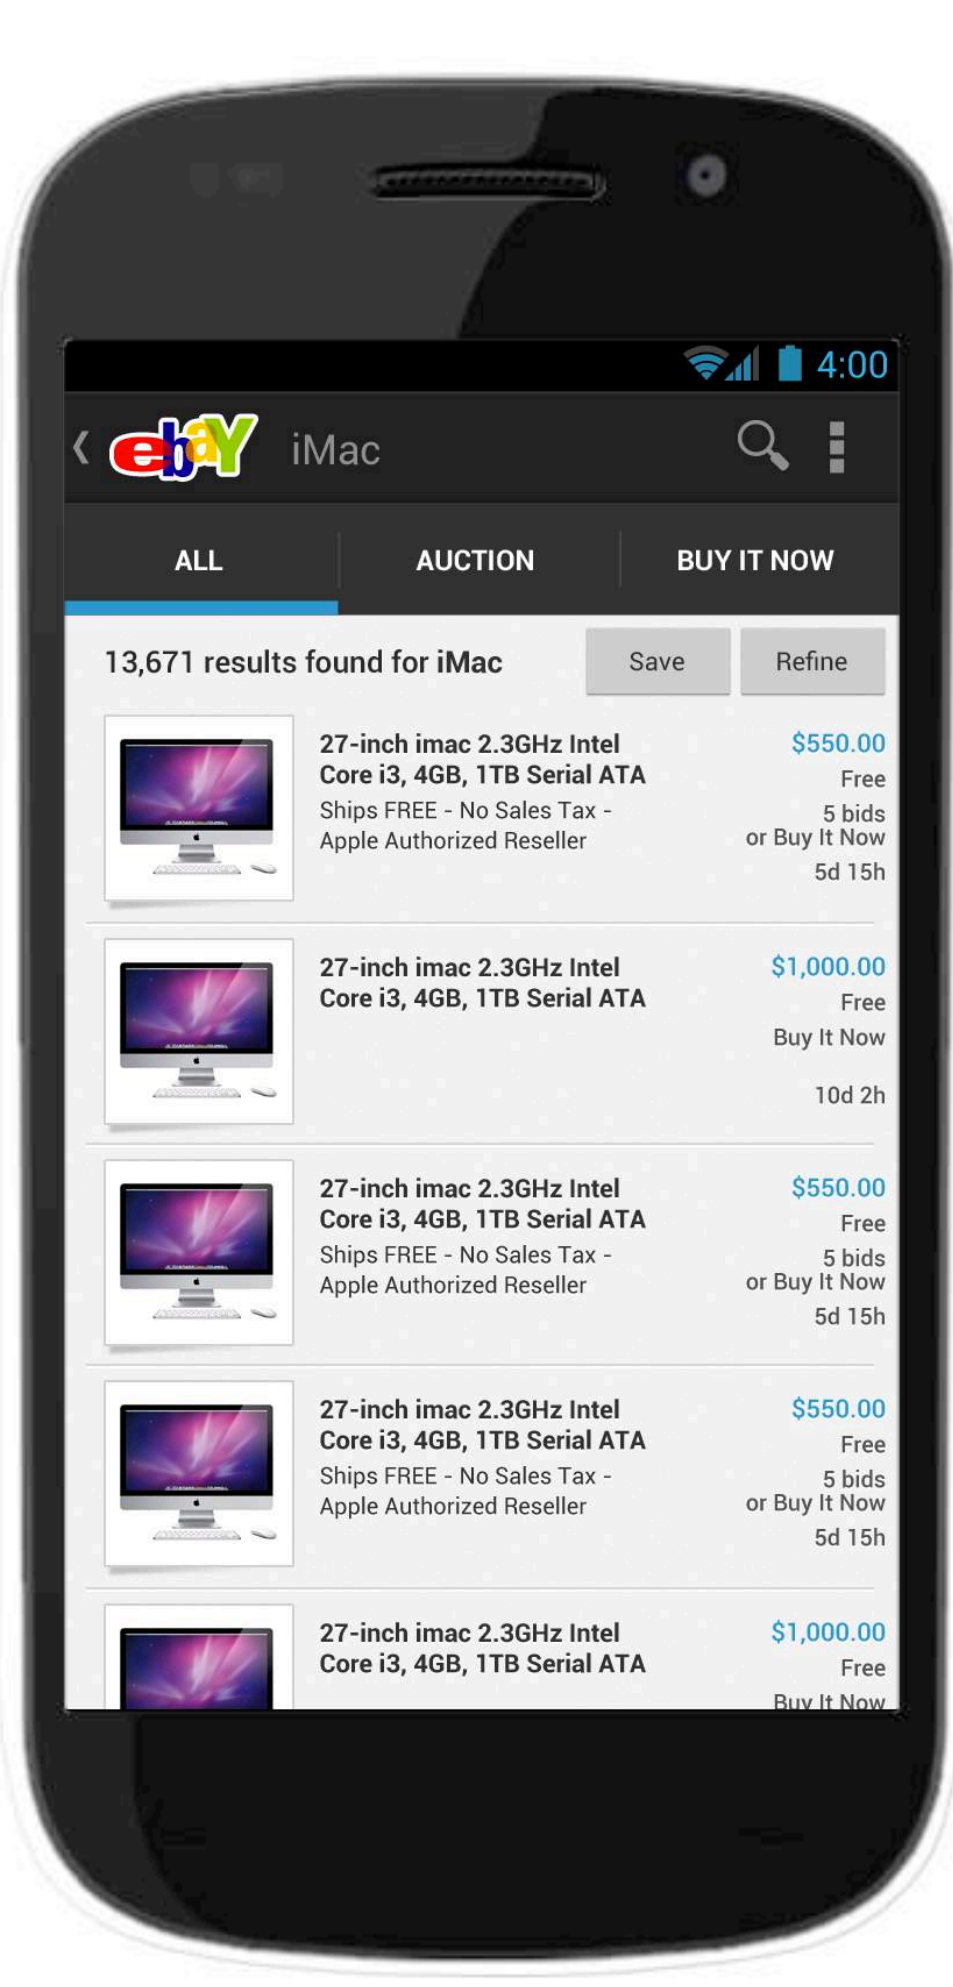 4:00
ebaY iMac
ALL AUCTION BUY IT NOW
13,671 results found for iMac Save Refine
27-inch imac 2.3GHz Intel $550.00
Core i3, 4GB, 1TB Serial ATA Free
Ships FREE - No Sales Tax - 5 bids
Apple Authorized Reseller or Buy It Now
5d 15h
27-inch imac 2.3GHz Intel $1,000.00
Core i3, 4GB, 1TB Serial ATA Free
Buy It Now
10d 2h
27-inch imac 2.3GHz Intel $550.00
Core i3, 4GB, 1TB Serial ATA Free
Ships FREE - No Sales Tax - 5 bids
Apple Authorized Reseller or Buy It Now
5d 15h
27-inch imac 2.3GHz Intel $550.00
Core i3, 4GB, 1TB Serial ATA Free
Ships FREE - No Sales Tax - 5 bids
Apple Authorized Reseller or Buy It Now
5d 15h
27-inch imac 2.3GHz Intel $1,000.00
Core i3, 4GB, 1TB Serial ATA Free
Buy It Now